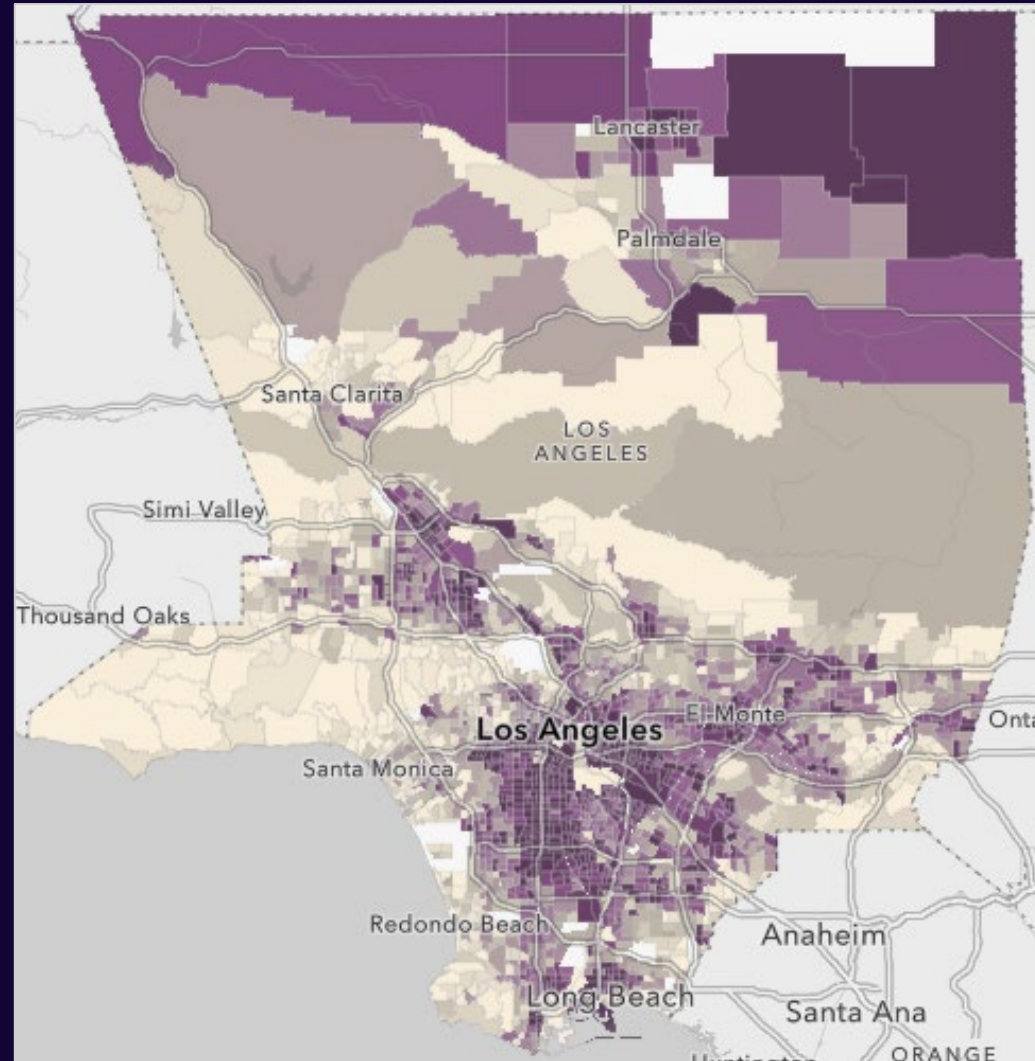 Lancaster
Palmdale
Santa Clarita
LOS
ANGELES
Simi Valley
Thousand Oaks
Los Angeles
El Monte
Santa Monica
Redondo Beach
Anaheim
Long Beach
Santa Ana
ORANGE